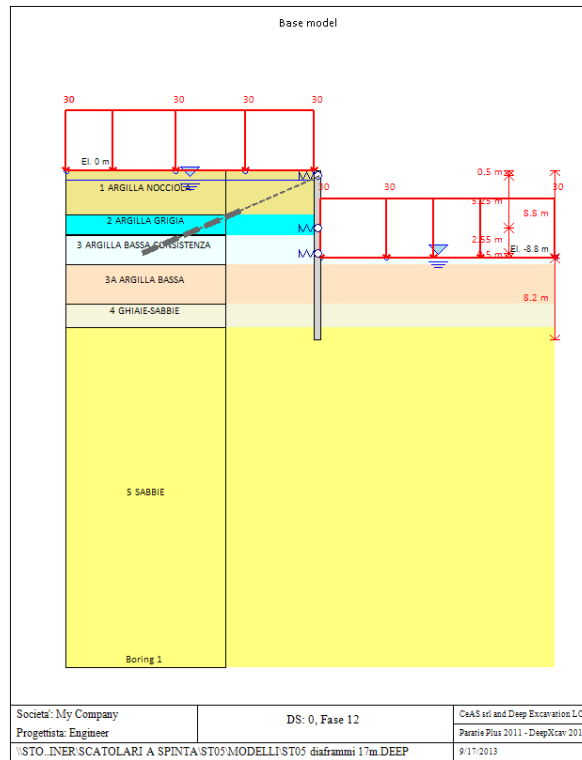 Base model
30 30 30 30
El. 0 m
0.5 m
1 ARGILLA NOCCIOLA
30 30 30
8.8 m
2 ARGILLA GRIGIA
2.55 m
3 ARGILLA BASSA CONSISTENZA
El. -8.8 m
3A ARGILLA BASSA
8.2 m
4 GHIAIE-SABBIE
5 SABBIE
Boring 1
Societa': My Company
Progettista: Engineer
DS: 0, Fase 12
CeAS srl and Deep Excavation LC
Paratie Plus 2011 - DeepXcav 201
\\STO..INER\SCATOLARI A SPINTA\ST05\MODELLI\ST05 diaframmi 17m.DEEP
9/17/2013